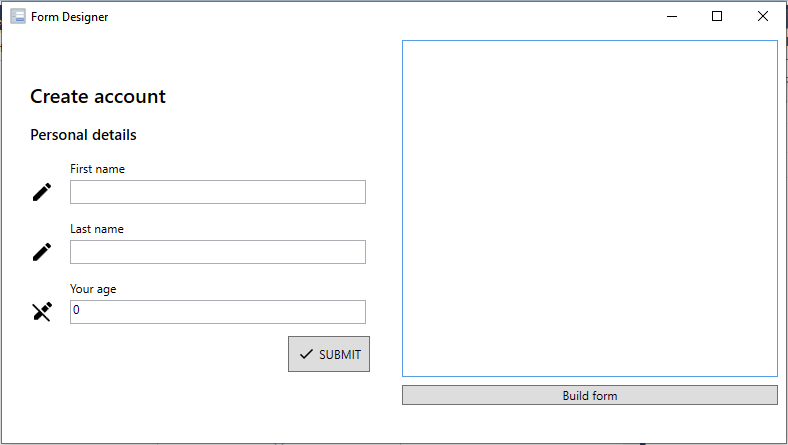 Form Designer
Create account
Personal details
First name
Last name
Your age
0
SUBMIT
Build form